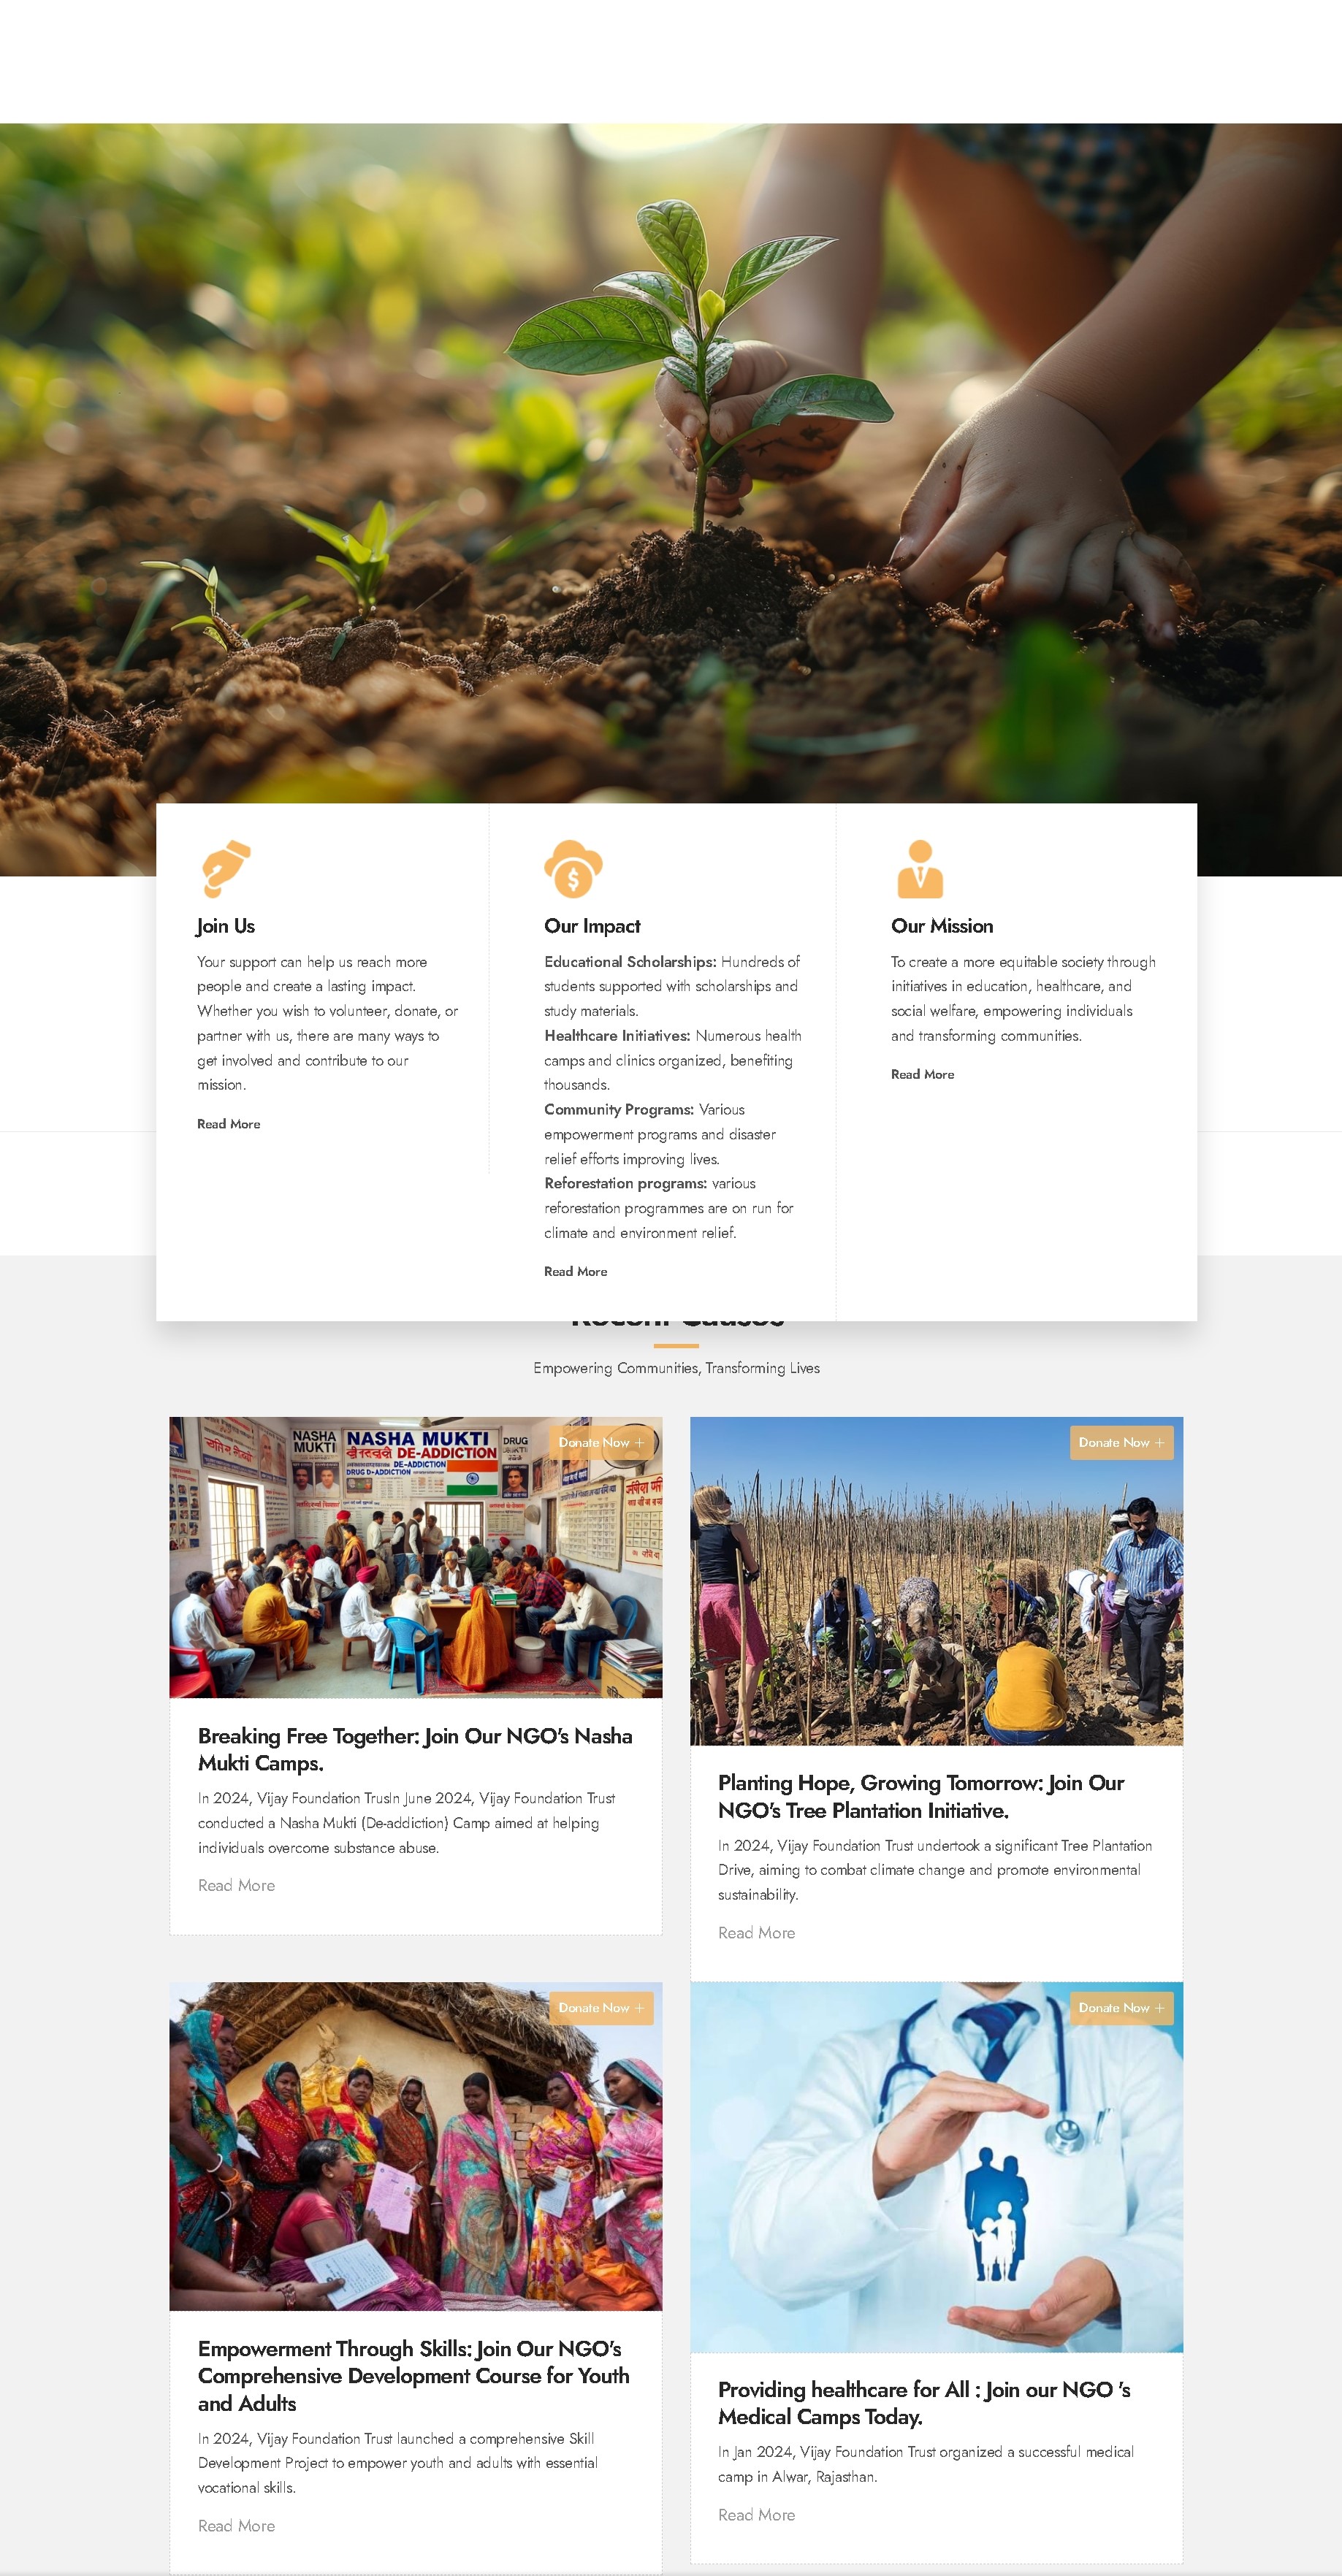 Join Us
Your support can help us reach more
people and create a lasting impact.
Whether you wish to volunteer, donate, or
partner with us, there are many ways to
get involved and contribute to our
mission.
Read More
Our Impact
Educational Scholarships: Hundreds of
students supported with scholarships and
study materials.
Healthcare Initiatives: Numerous health
camps and clinics organized, benefiting
thousands.
Community Programs: Various
empowerment programs and disaster
relief efforts improving lives.
Reforestation programs: various
reforestation programmes are on run for
climate and environment relief.
Read More
Our Mission
To create a more equitable society through
initiatives in education, healthcare, and
social welfare, empowering individuals
and transforming communities.
Read More
Recent Causes
Empowering Communities, Transforming Lives
NASHA
MUKTI
NASHA MUKTI
DE-ADDICTION
DE-ADDICTION
DRUG D-ADDICTION
DRUG
Donate Now +
Breaking Free Together: Join Our NGO's Nasha
Mukti Camps.
In 2024, Vijay Foundation TrusIn June 2024, Vijay Foundation Trust
conducted a Nasha Mukti (De-addiction) Camp aimed at helping
individuals overcome substance abuse.
Read More
Donate Now +
Planting Hope, Growing Tomorrow: Join Our
NGO's Tree Plantation Initiative.
In 2024, Vijay Foundation Trust undertook a significant Tree Plantation
Drive, aiming to combat climate change and promote environmental
sustainability.
Read More
Donate Now +
Empowerment Through Skills: Join Our NGO's
Comprehensive Development Course for Youth
and Adults
In 2024, Vijay Foundation Trust launched a comprehensive Skill
Development Project to empower youth and adults with essential
vocational skills.
Read More
Donate Now +
Providing healthcare for All : Join our NGO 's
Medical Camps Today.
In Jan 2024, Vijay Foundation Trust organized a successful medical
camp in Alwar, Rajasthan.
Read More